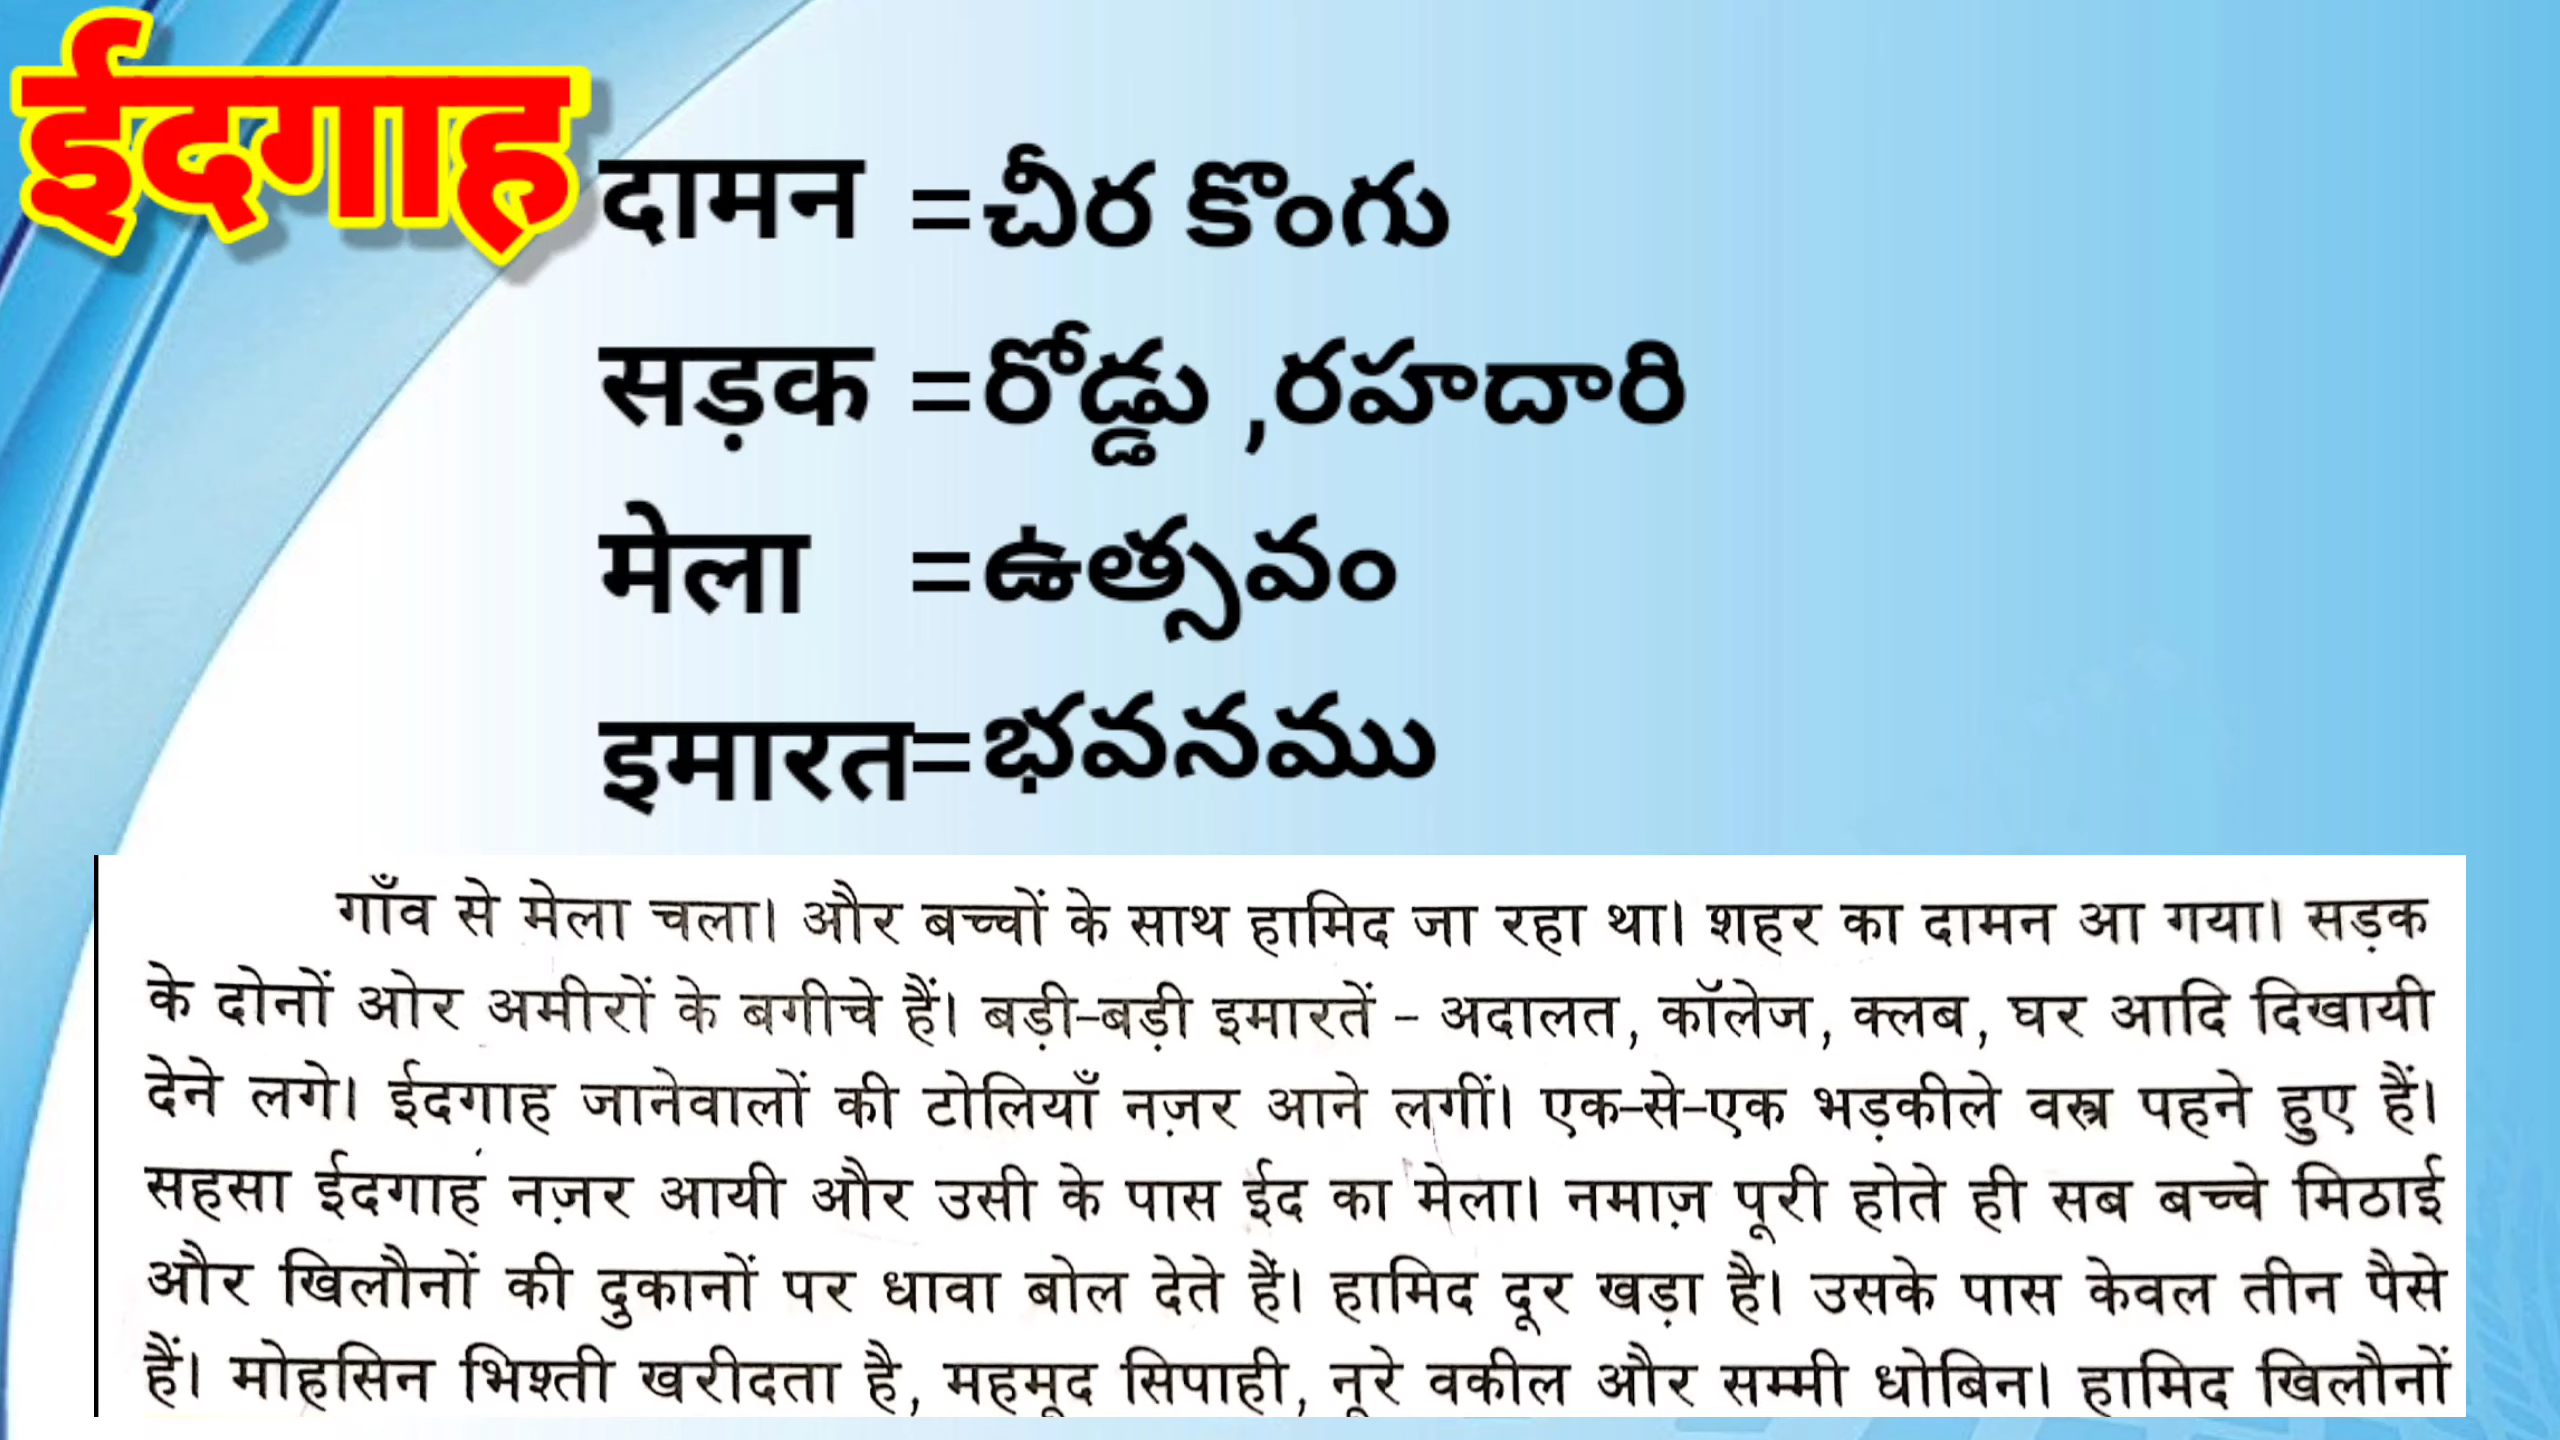 ईदगाह
दामन =చీర కొంగు
सड़क =రోడ్డు ,రహదారి
मेला =ఉత్సవం
इमारत=భవనము
गाँव से मेला चला। और बच्चों के साथ हामिद जा रहा था। शहर का दामन आ गया। सड़क
के दोनों ओर अमीरों के बगीचे हैं। बड़ी-बड़ी इमारतें - अदालत, कॉलेज, क्लब, घर आदि दिखायी
देने लगे। ईदगाह जानेवालों की टोलियाँ नज़र आने लगीं। एक-से-एक भड़कीले वस्त्र पहने हुए हैं।
सहसा ईदगाह नज़र आयी और उसी के पास ईद का मेला। नमाज़ पूरी होते ही सब बच्चे मिठाई
और खिलौनों की दुकानों पर धावा बोल देते हैं। हामिद दूर खड़ा है। उसके पास केवल तीन पैसे
हैं। मोहसिन भिश्ती खरीदता है, महमूद सिपाही, नूरे वकील और सम्मी धोबिन। हामिद खिलौनों